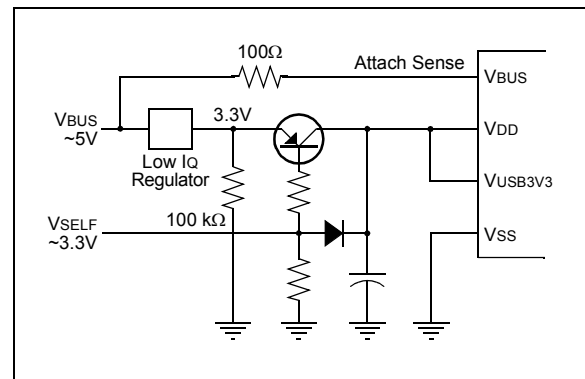 100Ω
Attach Sense
VBUS
VBUS
~5V
3.3V
VDD
Low IQ
Regulator
VUSB3V3
VSELF
~3.3V
100 kΩ
VSS